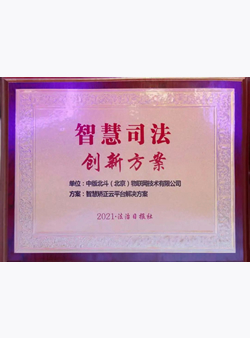 智慧司法
创新方案
单位：中版北斗（北京）物联网技术有限公司
方案：智慧矫正云平台解决方案
2021-法治日报社